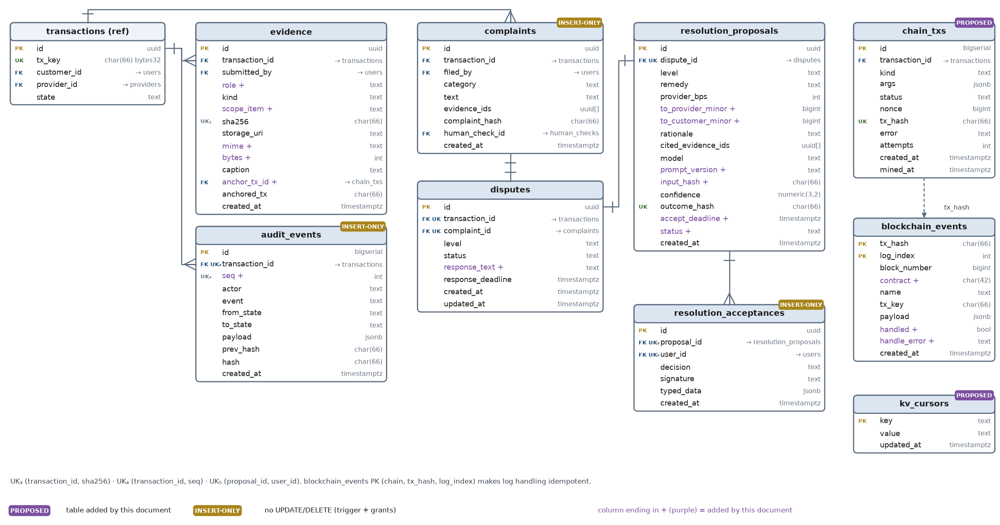 transactions (ref)
PK id uuid
UK tx_key char(66) bytes32
FK customer_id → users
FK provider_id → providers
state text
evidence
PK id uuid
FK transaction_id → transactions
FK submitted_by → users
role + text
kind text
scope_item + text
UK₃ sha256 char(66)
storage_uri text
mime + text
bytes + int
caption text
FK anchor_tx_id + → chain_txs
anchored_tx char(66)
created_at timestamptz
INSERT-ONLY
audit_events
PK id bigserial
FK UK₄ transaction_id → transactions
UK₄ seq + int
actor text
event text
from_state text
to_state text
payload jsonb
prev_hash char(66)
hash char(66)
created_at timestamptz
INSERT-ONLY
complaints
PK id uuid
FK transaction_id → transactions
FK filed_by → users
category text
text text
evidence_ids uuid[]
complaint_hash char(66)
FK human_check_id → human_checks
created_at timestamptz
disputes
PK id uuid
FK UK transaction_id → transactions
FK UK complaint_id → complaints
level text
status text
response_text + text
response_deadline timestamptz
created_at timestamptz
updated_at timestamptz
resolution_proposals
PK id uuid
FK UK dispute_id → disputes
level text
remedy text
provider_bps int
to_provider_minor + bigint
to_customer_minor + bigint
rationale text
cited_evidence_ids uuid[]
model text
prompt_version + text
input_hash + char(66)
confidence numeric(3,2)
UK outcome_hash char(66)
accept_deadline + timestamptz
status + text
created_at timestamptz
INSERT-ONLY
resolution_acceptances
PK id uuid
FK UK₅ proposal_id → resolution_proposals
FK UK₅ user_id → users
decision text
signature text
typed_data jsonb
created_at timestamptz
PROPOSED
chain_txs
PK id bigserial
FK transaction_id → transactions
kind text
args jsonb
status text
nonce bigint
UK tx_hash char(66)
error text
attempts int
created_at timestamptz
mined_at timestamptz
tx_hash
blockchain_events
PK tx_hash char(66)
PK log_index int
block_number bigint
contract + char(42)
name text
tx_key char(66)
payload jsonb
handled + bool
handle_error + text
created_at timestamptz
PROPOSED
kv_cursors
PK key text
value text
updated_at timestamptz
UK₃ (transaction_id, sha256) · UK₄ (transaction_id, seq) · UK₅ (proposal_id, user_id). blockchain_events PK (chain, tx_hash, log_index) makes log handling idempotent.
PROPOSED table added by this document INSERT-ONLY no UPDATE/DELETE (trigger + grants) column ending in + (purple) = added by this document